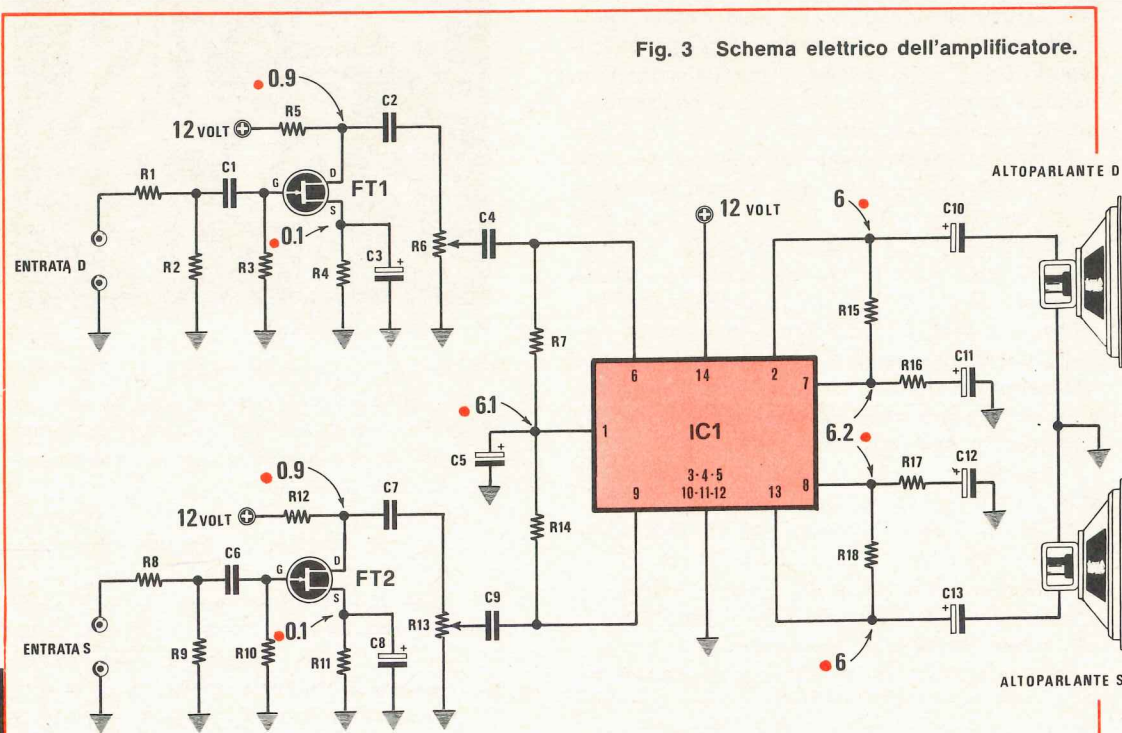 Fig. 3 Schema elettrico dell'amplificatore.
0.9
C2
R5
12 VOLT
R1
C1
D
G
FT1
S
0.1
ENTRATA D
R2
R3
R4
C3
+
R6
C4
12 VOLT
6
C10
+
ALTOPARLANTE D
R7
R15
6 14 2
7
R16
C11
+
6.1
1
IC1
6.2
C5
+
3-4-5
10-11-12
9 13
8
R17
C12
+
0.9
R12
C7
12 VOLT
R14
R18
R8
C6
D
G
FT2
S
0.1
ENTRATA S
R9
R10
R11
C8
+
R13
C9
C13
+
6
ALTOPARLANTE S